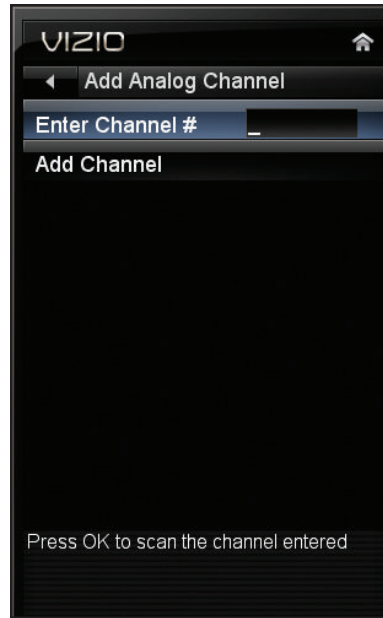 VIZIO
Add Analog Channel
Enter Channel # _
Add Channel
Press OK to scan the channel entered